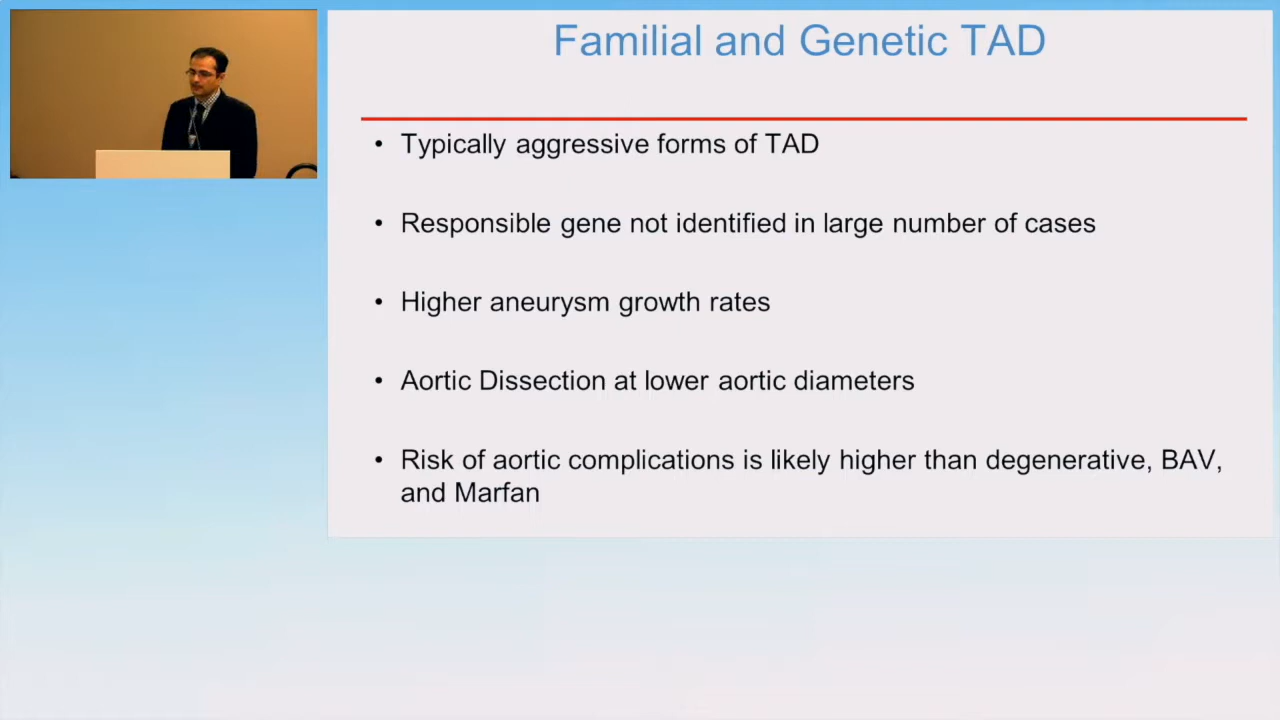 Familial and Genetic TAD
• Typically aggressive forms of TAD
• Responsible gene not identified in large number of cases
• Higher aneurysm growth rates
• Aortic Dissection at lower aortic diameters
• Risk of aortic complications is likely higher than degenerative, BAV,
and Marfan